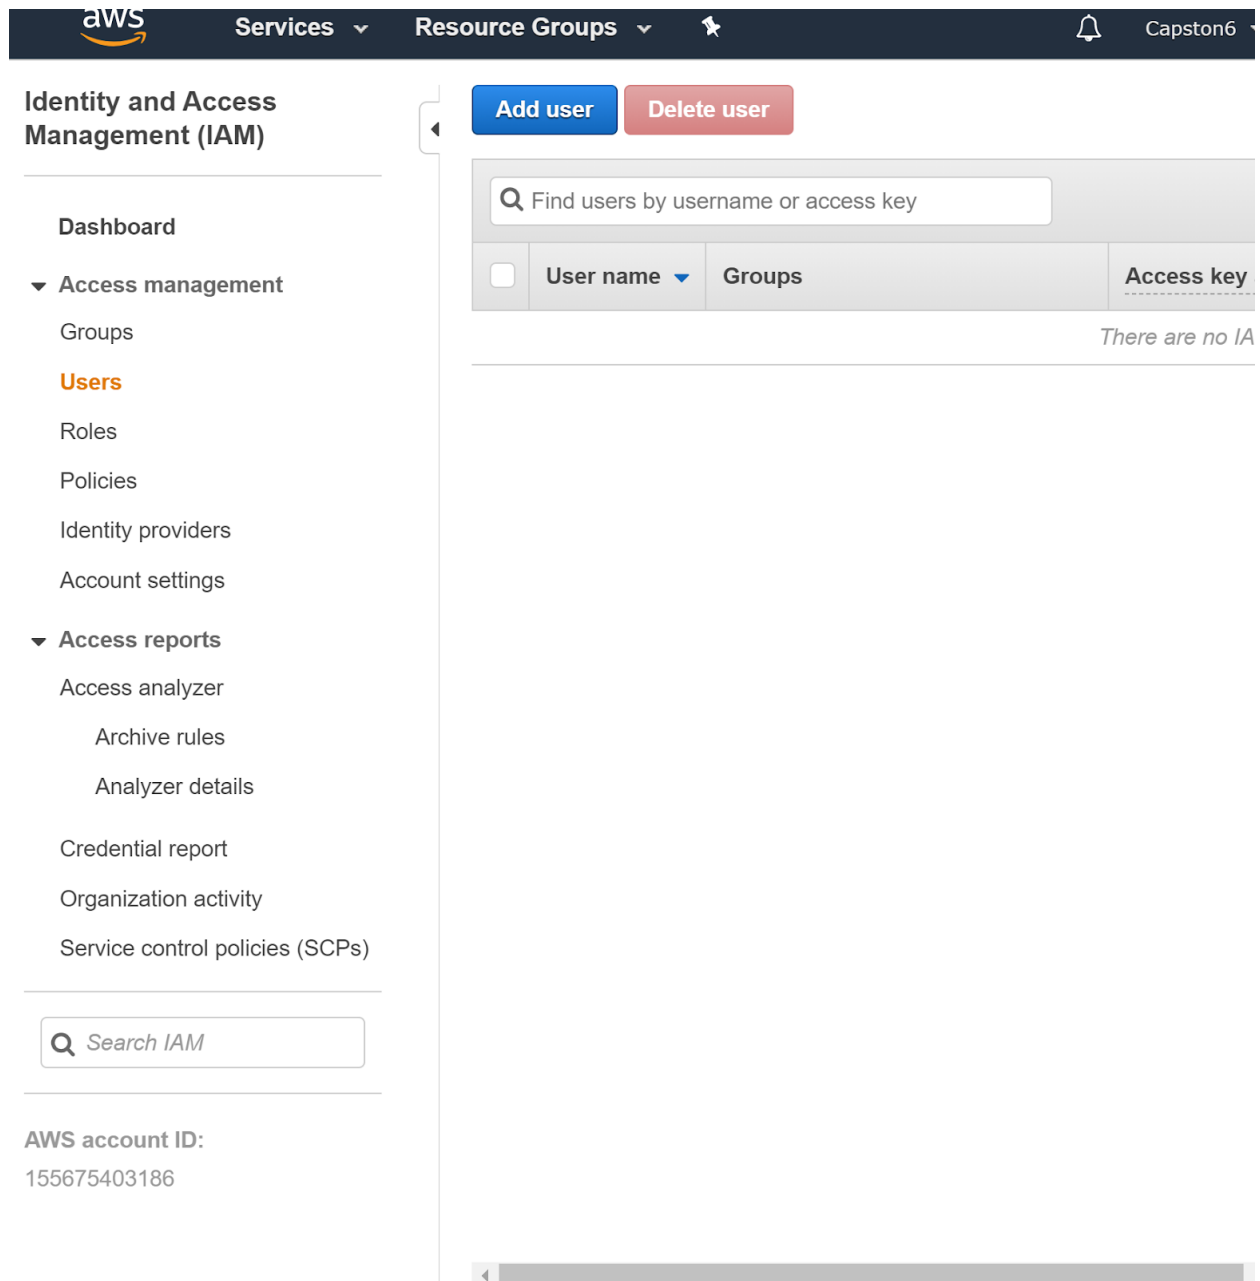 aws Services Resource Groups Capston6
Identity and Access
Management (IAM)
Dashboard
Access management
Groups
Users
Roles
Policies
Identity providers
Account settings
Access reports
Access analyzer
Archive rules
Analyzer details
Credential report
Organization activity
Service control policies (SCPs)
Search IAM
AWS account ID:
155675403186
Add user Delete user
Find users by username or access key
User name Groups Access key
There are no IA